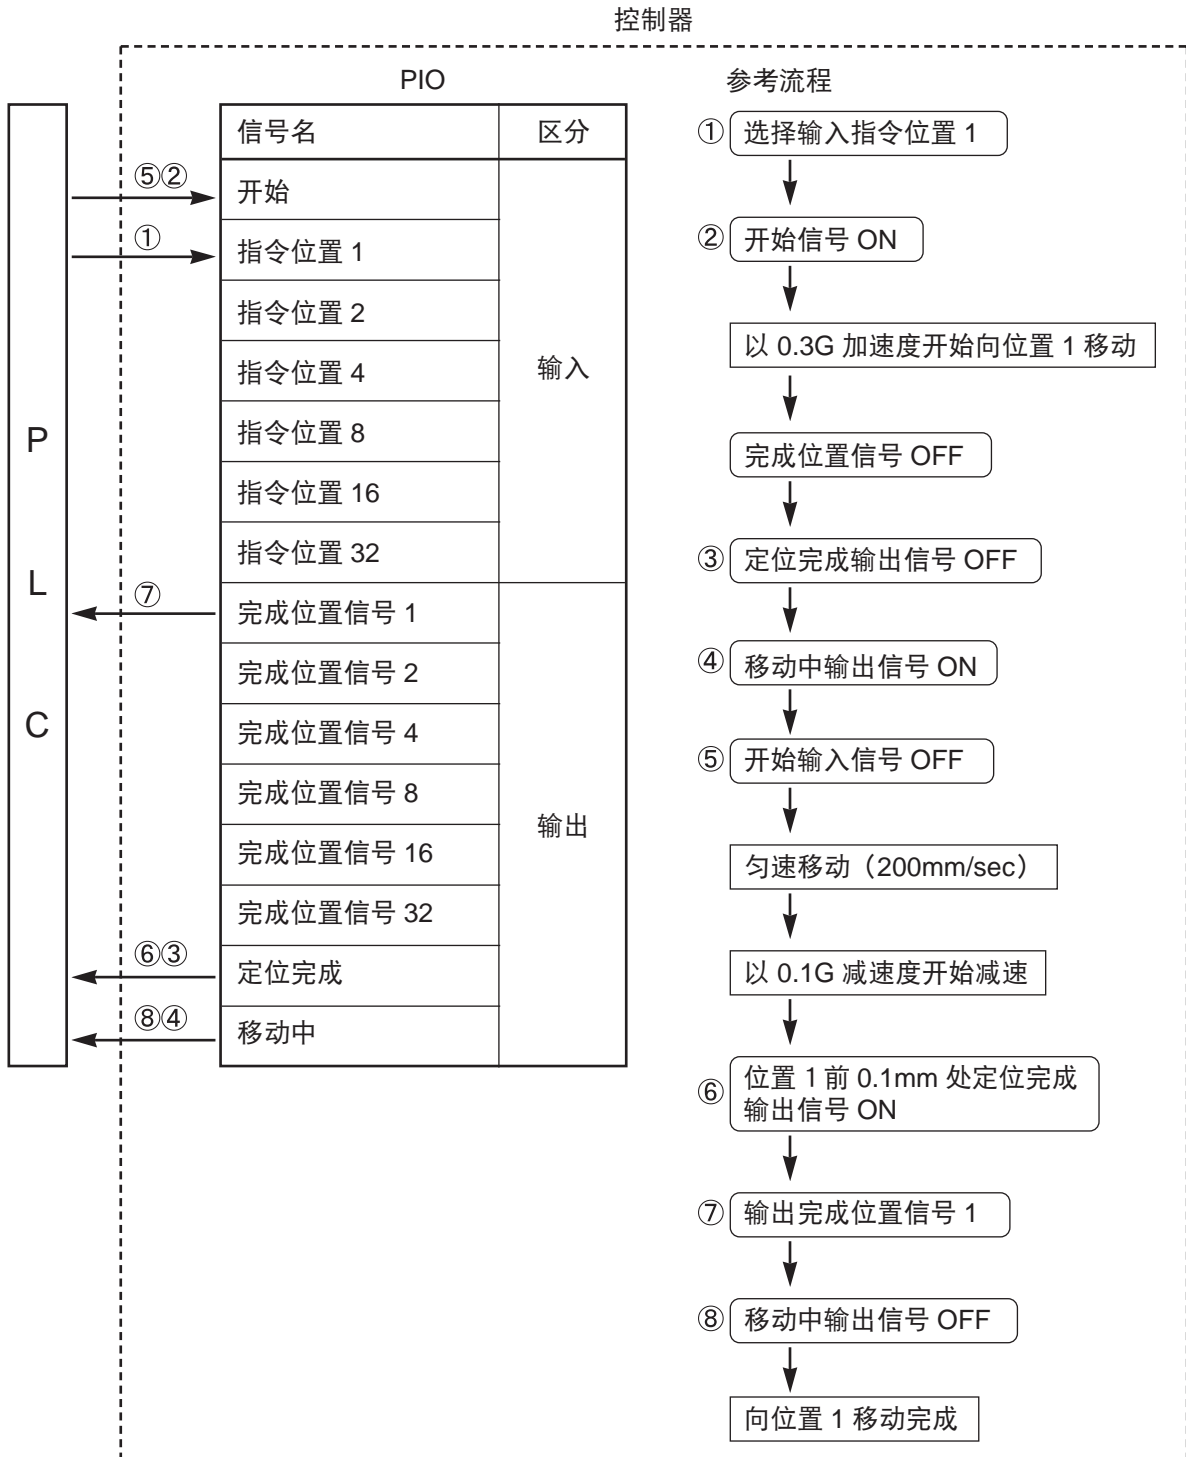 控制器
PIO
参考流程
信号名 区分
开始
指令位置 1
指令位置 2
指令位置 4
指令位置 8
指令位置 16
指令位置 32
输入
完成位置信号 1
完成位置信号 2
完成位置信号 4
完成位置信号 8
完成位置信号 16
完成位置信号 32
定位完成
移动中
输出
P
L
C
⑤②
①
⑦
⑥③
⑧④
① 选择输入指令位置 1
② 开始信号 ON
以 0.3G 加速度开始向位置 1 移动
完成位置信号 OFF
③ 定位完成输出信号 OFF
④ 移动中输出信号 ON
⑤ 开始输入信号 OFF
匀速移动（200mm/sec）
以 0.1G 减速度开始减速
⑥ 位置 1 前 0.1mm 处定位完成
输出信号 ON
⑦ 输出完成位置信号 1
⑧ 移动中输出信号 OFF
向位置 1 移动完成